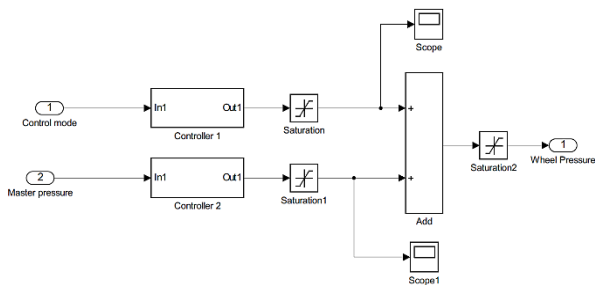 Scope
1
Control mode
In1
Out1
Controller 1
Saturation
+
2
Master pressure
In1
Out1
Controller 2
Saturation1
+
Add
Saturation2
1
Wheel Pressure
Scope1